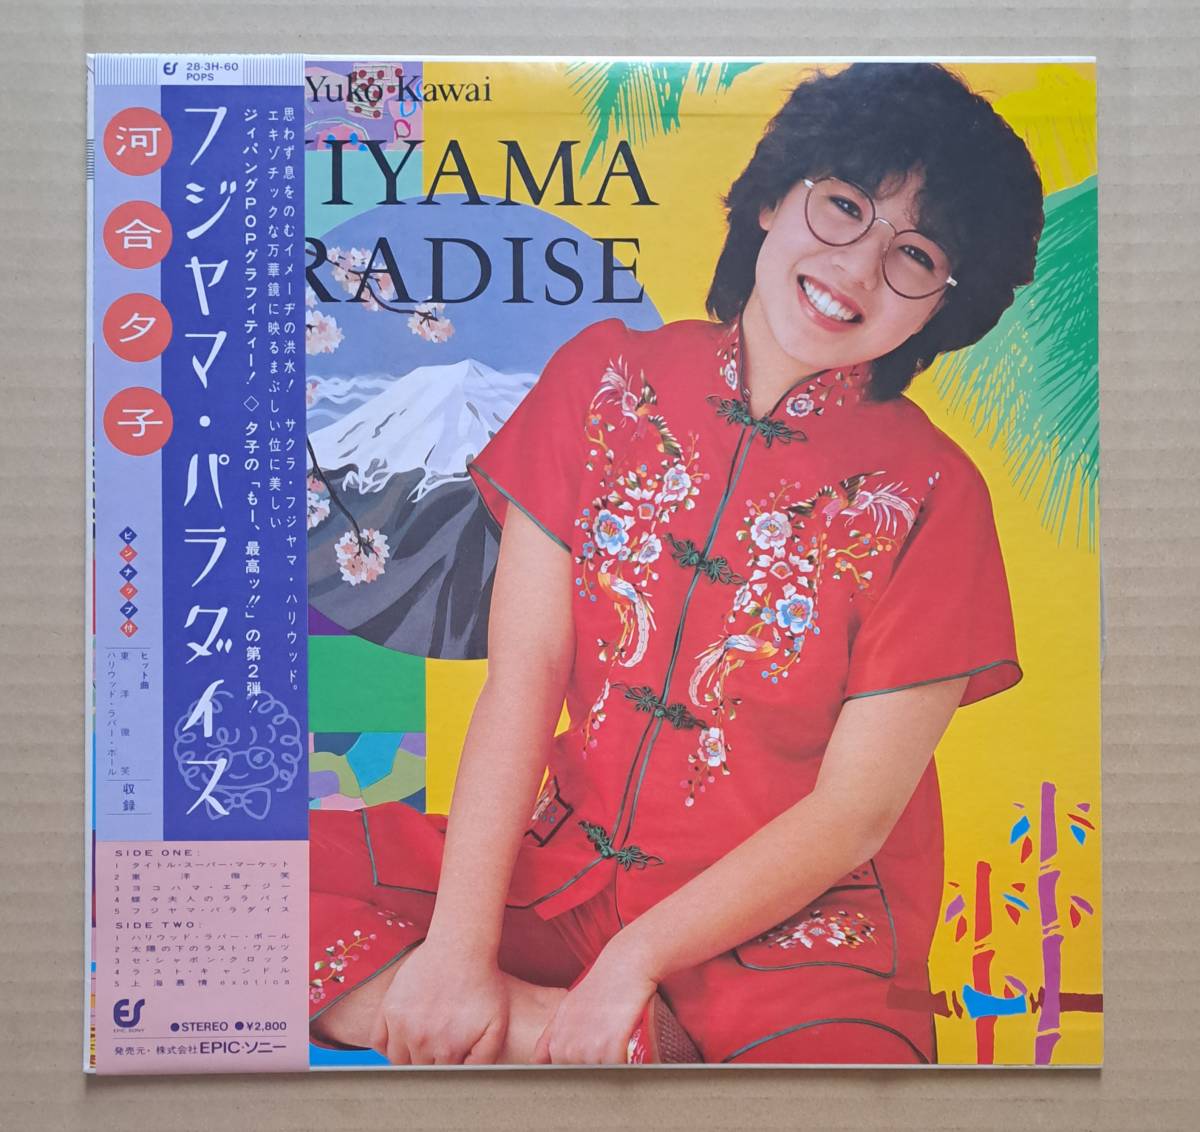 28·3H-60
POPS
河合夕子
フジヤマ・パラダイス
思わず息をのむイメーヂの洪水! サクラ・フジヤマ・ハリウッド。
エキゾチックな万華鏡に映るまぶしい位に美しい
ジィパングPOPグラフィティー!◇夕子の「もー、最高ッ!!」の第2弾!
ピンナップ付
ヒット曲
東洋微笑
ハリウッド・ラバー・ボール
収録
SIDE ONE:
1 タイトル・スーパー・マーケット
2 東洋微笑
3 ヨコハマ・エナジー
4 蝶々夫人のララバイ
5 フジヤマ・パラダイス
SIDE TWO:
1 ハリウッド・ラバー・ボール
2 太陽の下のラスト・ワルツ
3 セ・シャボン・クロック
4 ラスト・キャンドル
5 上海慕情 exotica
ES
EPIC SONY
●STEREO ●¥2,800
発売元・株式会社EPIC・ソニー
Yuko Kawai
IYAMA
RADISE